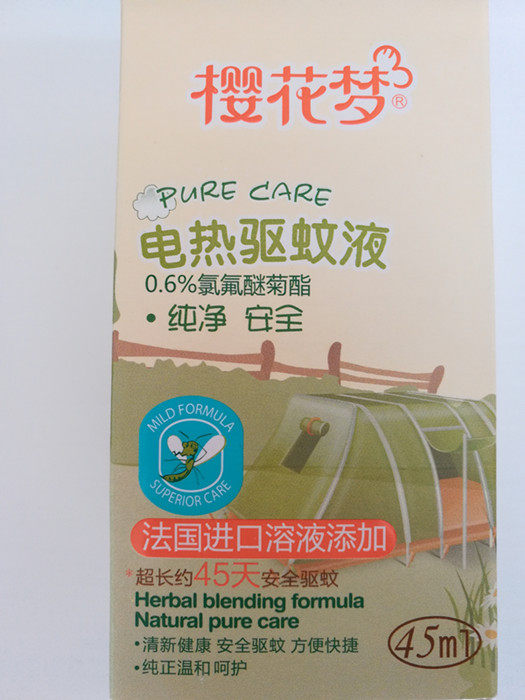 樱花梦®
PURE CARE
电热驱蚊液
0.6%氯氟醚菊酯
• 纯净 安全
MILD FORMULA
SUPERIOR CARE
法国进口溶液添加
*超长约45天安全驱蚊
Herbal blending formula
Natural pure care
• 清新健康 安全驱蚊 方便快捷
• 纯正温和 呵护
45ml